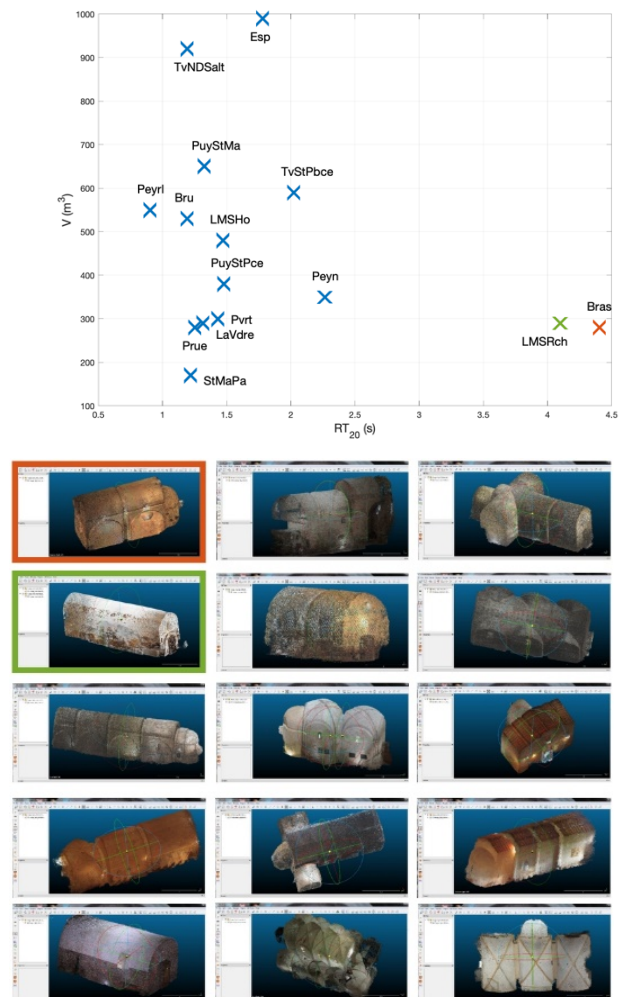 1000
Esp
900
TvNDSalt
800
700
PuyStMa
600
TvStPbce
Peyrl
Bru
V (m³)
500
LMSHo
400
PuyStPce
Peyn
300
Pvrt
Bras
LaVdre
LMSRch
Prue
200
StMaPa
100
0.5 1 1.5 2 2.5 3 3.5 4 4.5
RT₂₀ (s)